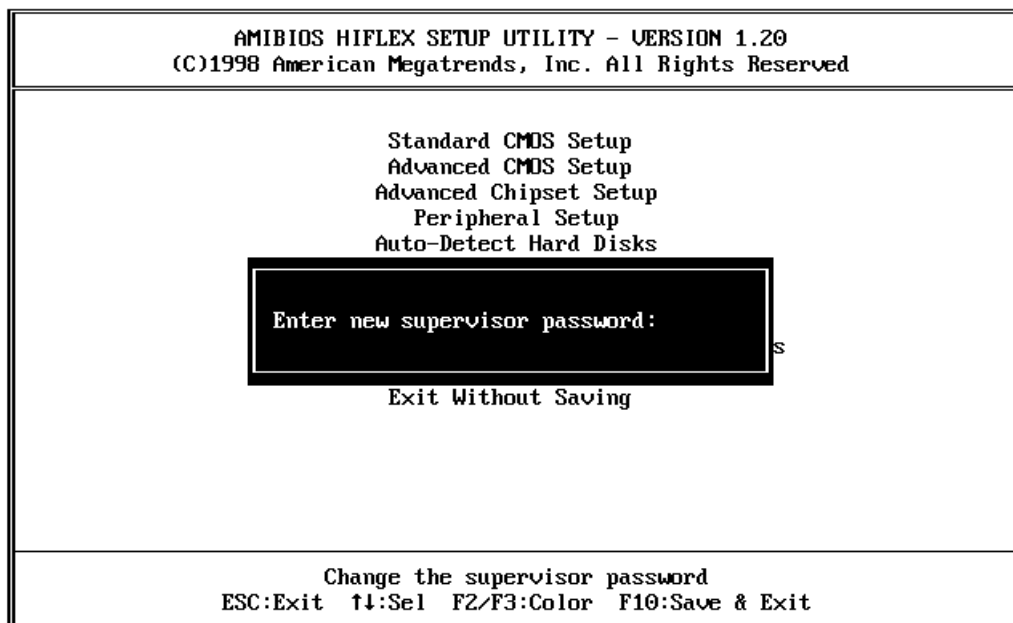 AMIBIOS HIFLEX SETUP UTILITY - VERSION 1.20
(C)1998 American Megatrends, Inc. All Rights Reserved
Standard CMOS Setup
Advanced CMOS Setup
Advanced Chipset Setup
Peripheral Setup
Auto-Detect Hard Disks
Enter new supervisor password:
s
Exit Without Saving
Change the supervisor password
ESC:Exit ↑↓:Sel F2/F3:Color F10:Save & Exit